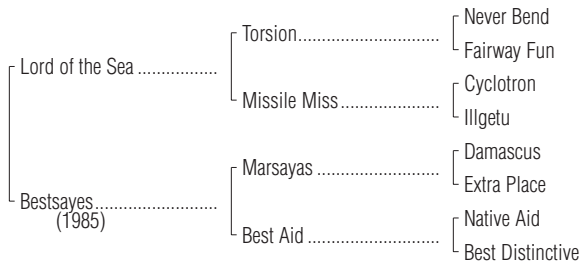 Never Bend
Torsion
Fairway Fun
Lord of the Sea
Cyclotron
Missile Miss
Illgetu
Damascus
Marsayas
Extra Place
Bestsayes
(1985)
Native Aid
Best Aid
Best Distinctive